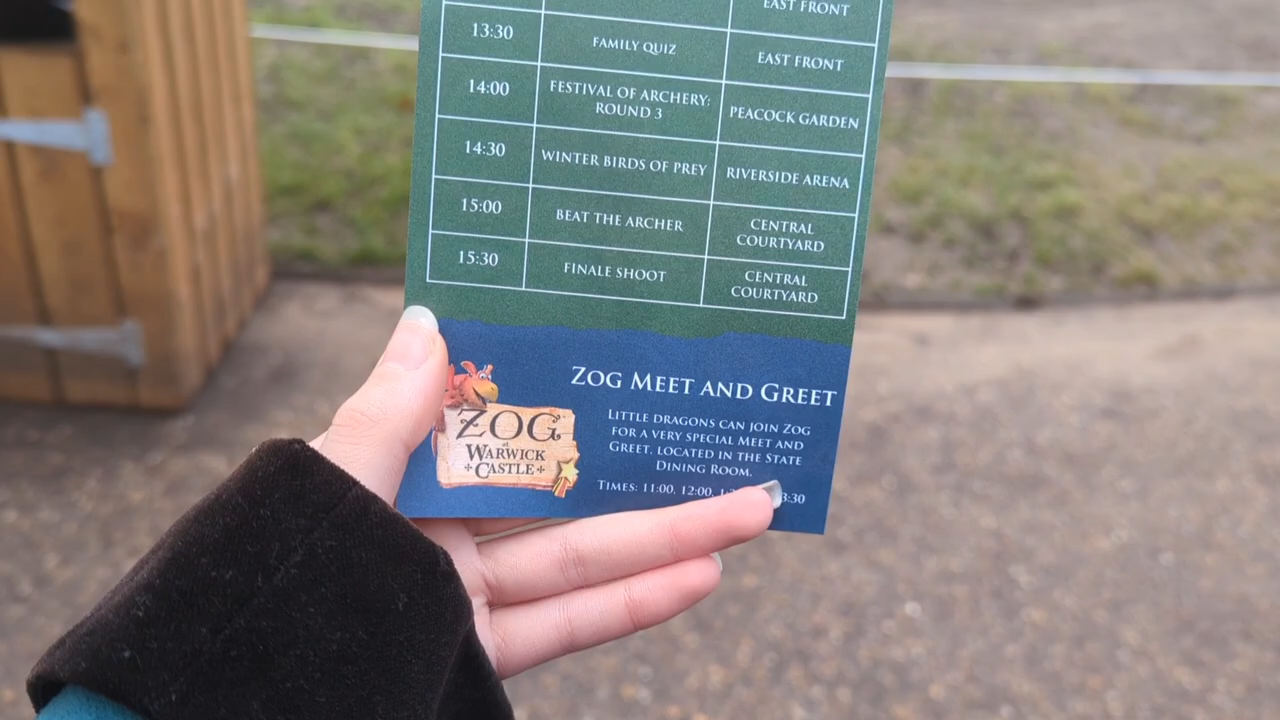 EAST FRONT
13:30 FAMILY QUIZ EAST FRONT
14:00 FESTIVAL OF ARCHERY: ROUND 3 PEACOCK GARDEN
14:30 WINTER BIRDS OF PREY RIVERSIDE ARENA
15:00 BEAT THE ARCHER CENTRAL COURTYARD
15:30 FINALE SHOOT CENTRAL COURTYARD
ZOG
at
WARWICK
CASTLE
ZOG MEET AND GREET
LITTLE DRAGONS CAN JOIN ZOG
FOR A VERY SPECIAL MEET AND
GREET. LOCATED IN THE STATE
DINING ROOM.
TIMES: 11:00, 12:00, 3:30